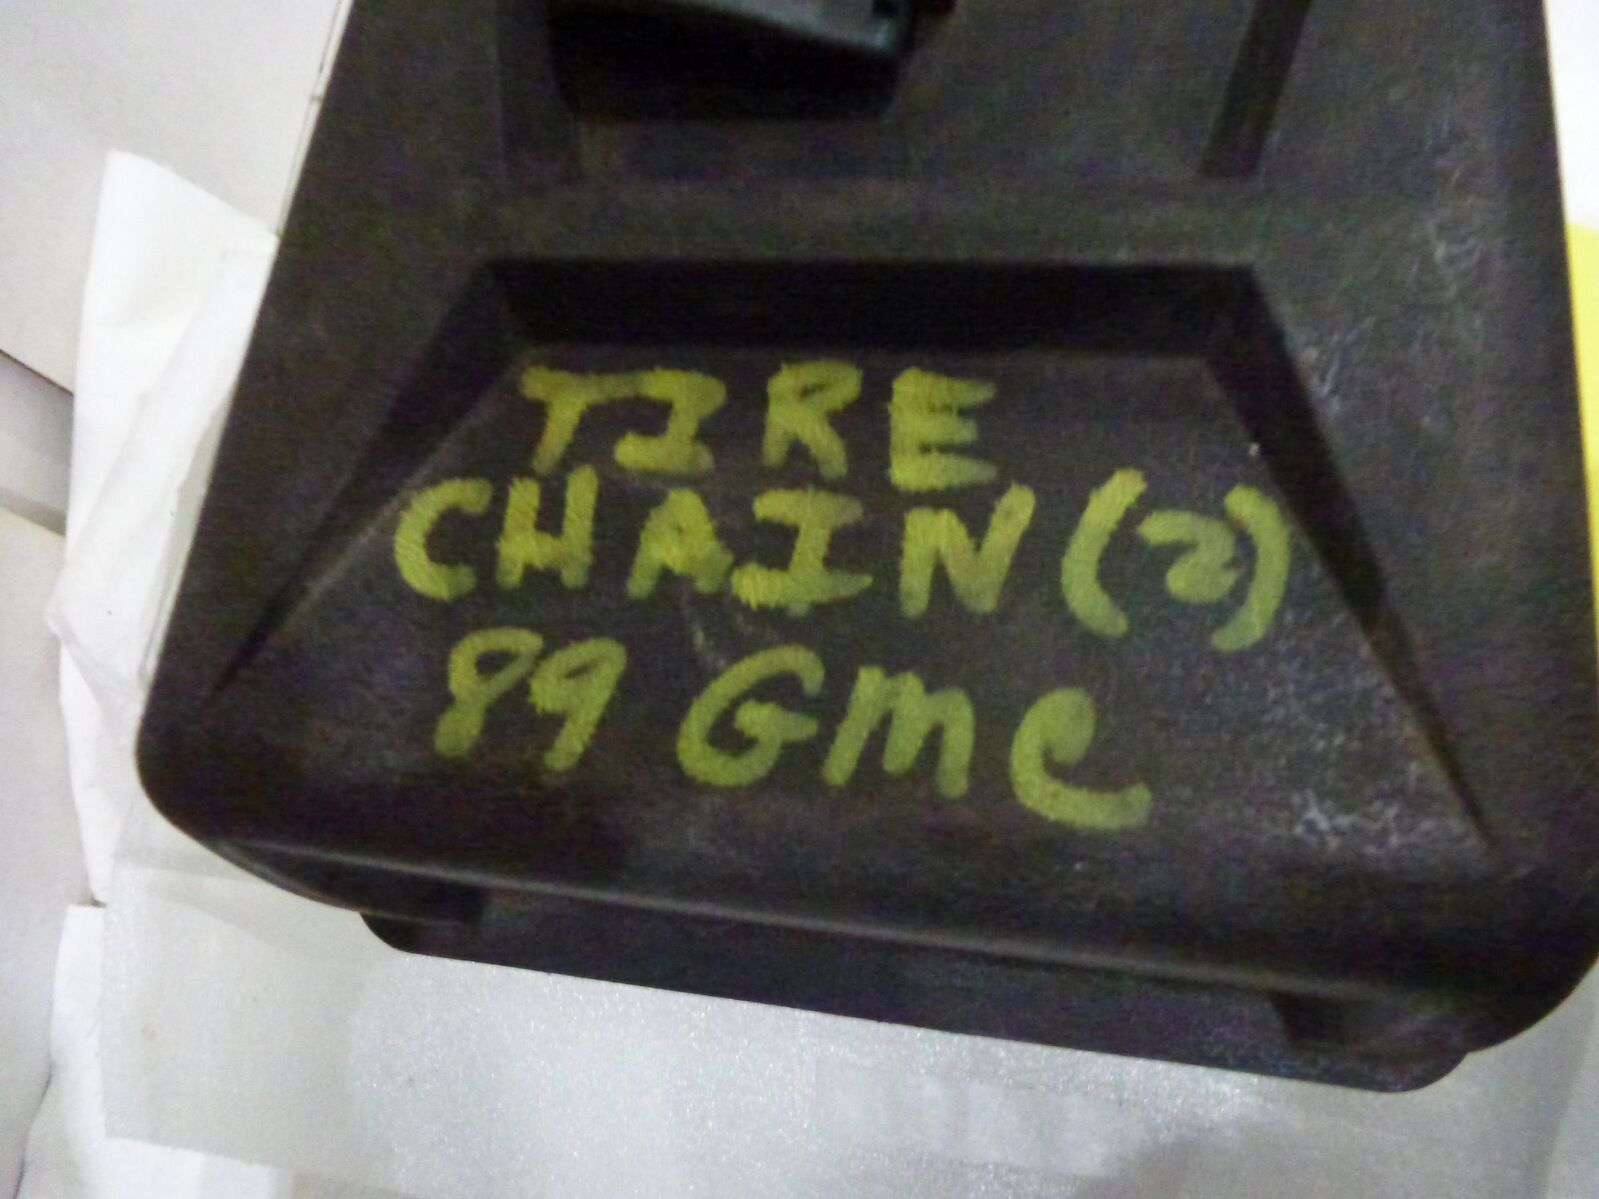 TIRE
CHAIN (2)
89 GMC